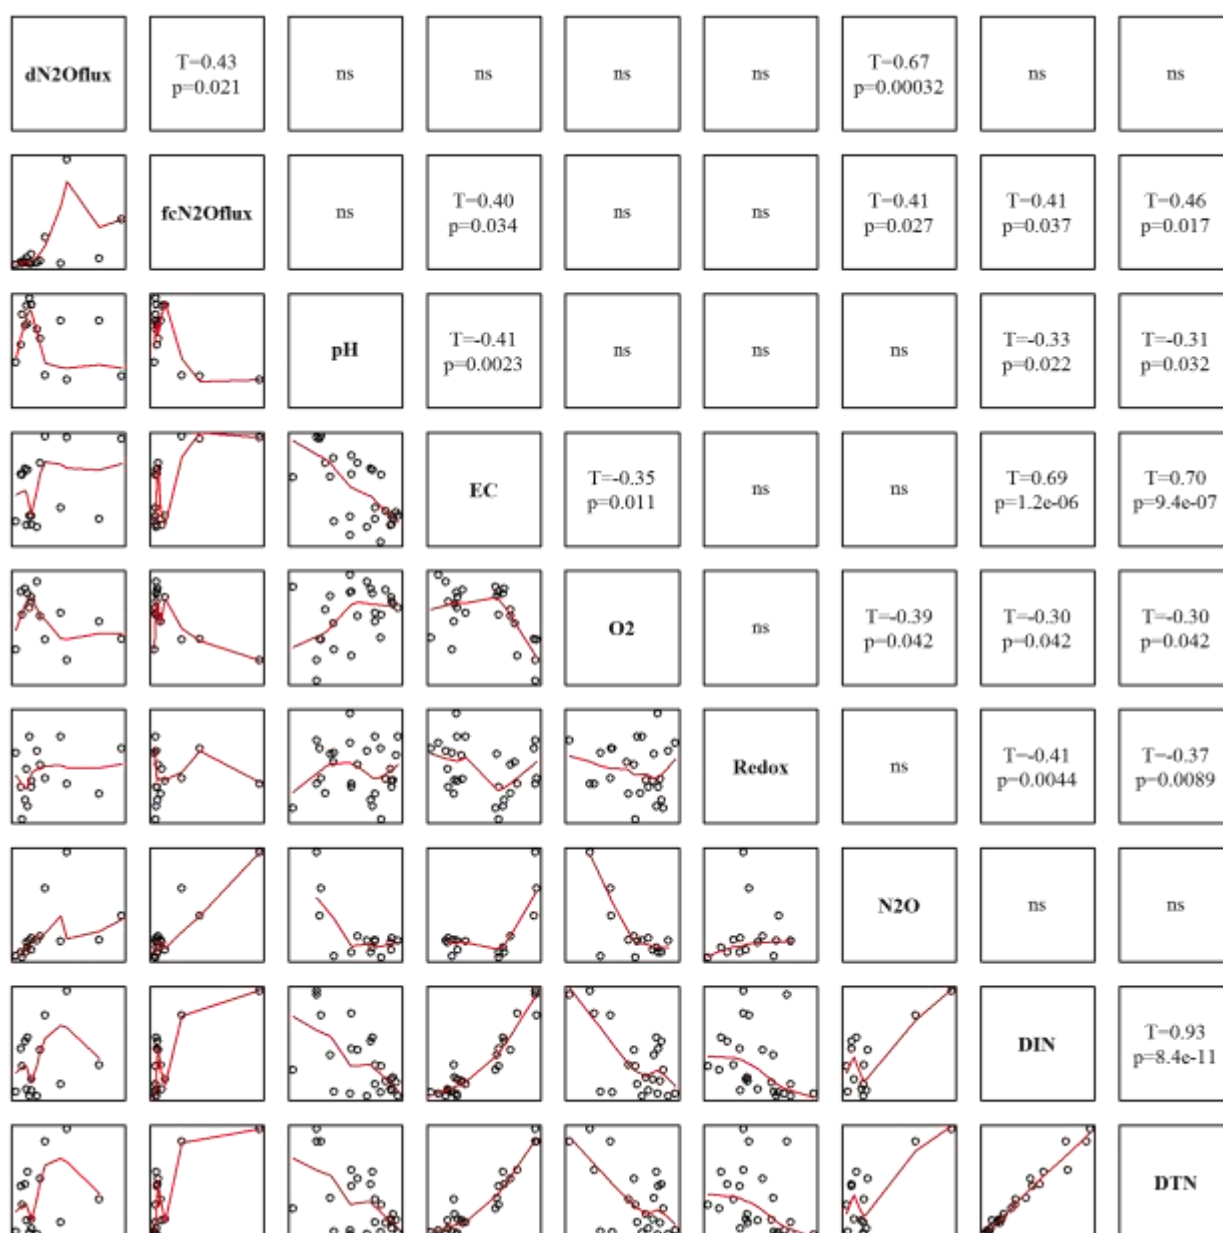 dN2Oflux
T=0.43
p=0.021
ns
ns
ns
ns
T=0.67
p=0.00032
ns
ns
fcN2Oflux
ns
T=0.40
p=0.034
ns
ns
T=0.41
p=0.027
T=0.41
p=0.037
T=0.46
p=0.017
pH
T=-0.41
p=0.0023
ns
ns
ns
T=-0.33
p=0.022
T=-0.31
p=0.032
EC
T=-0.35
p=0.011
ns
ns
T=0.69
p=1.2e-06
T=0.70
p=9.4e-07
O2
ns
T=-0.39
p=0.042
T=-0.30
p=0.042
T=-0.30
p=0.042
Redox
ns
T=-0.41
p=0.0044
T=-0.37
p=0.0089
N2O
ns
ns
DIN
T=0.93
p=8.4e-11
DTN